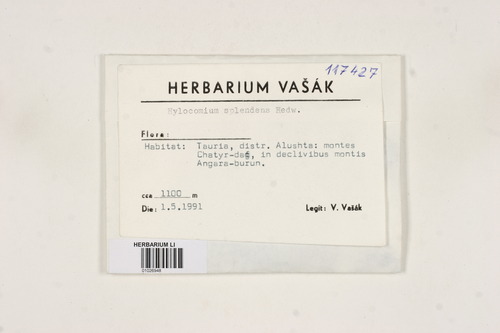 117427
HERBARIUM VAŠÁK
Hylocomium splendens Hedw.
Flora:
Habitat: Tauria, distr. Alushta: montes
Chatyr-dag, in declivibus montis
Angara-burun.
cca 1100 m
Die: 1.5.1991 Legit: V. Vašák
HERBARIUM LI